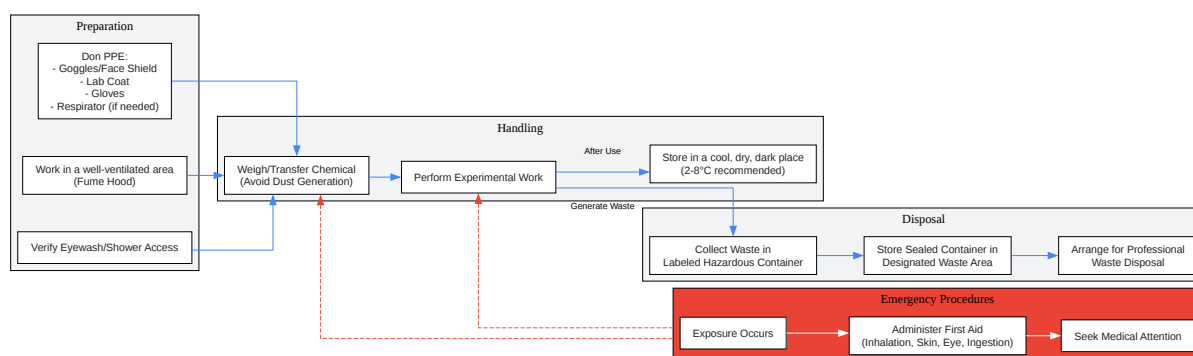 Preparation
Don PPE:
- Goggles/Face Shield
- Lab Coat
- Gloves
- Respirator (if needed)
Work in a well-ventilated area
(Fume Hood)
Verify Eyewash/Shower Access
Handling
Weigh/Transfer Chemical
(Avoid Dust Generation)
Perform Experimental Work
After Use
Store in a cool, dry, dark place
(2-8°C recommended)
Generate Waste
Disposal
Collect Waste in
Labeled Hazardous Container
Store Sealed Container in
Designated Waste Area
Arrange for Professional
Waste Disposal
Emergency Procedures
Exposure Occurs
Administer First Aid
(Inhalation, Skin, Eye, Ingestion)
Seek Medical Attention